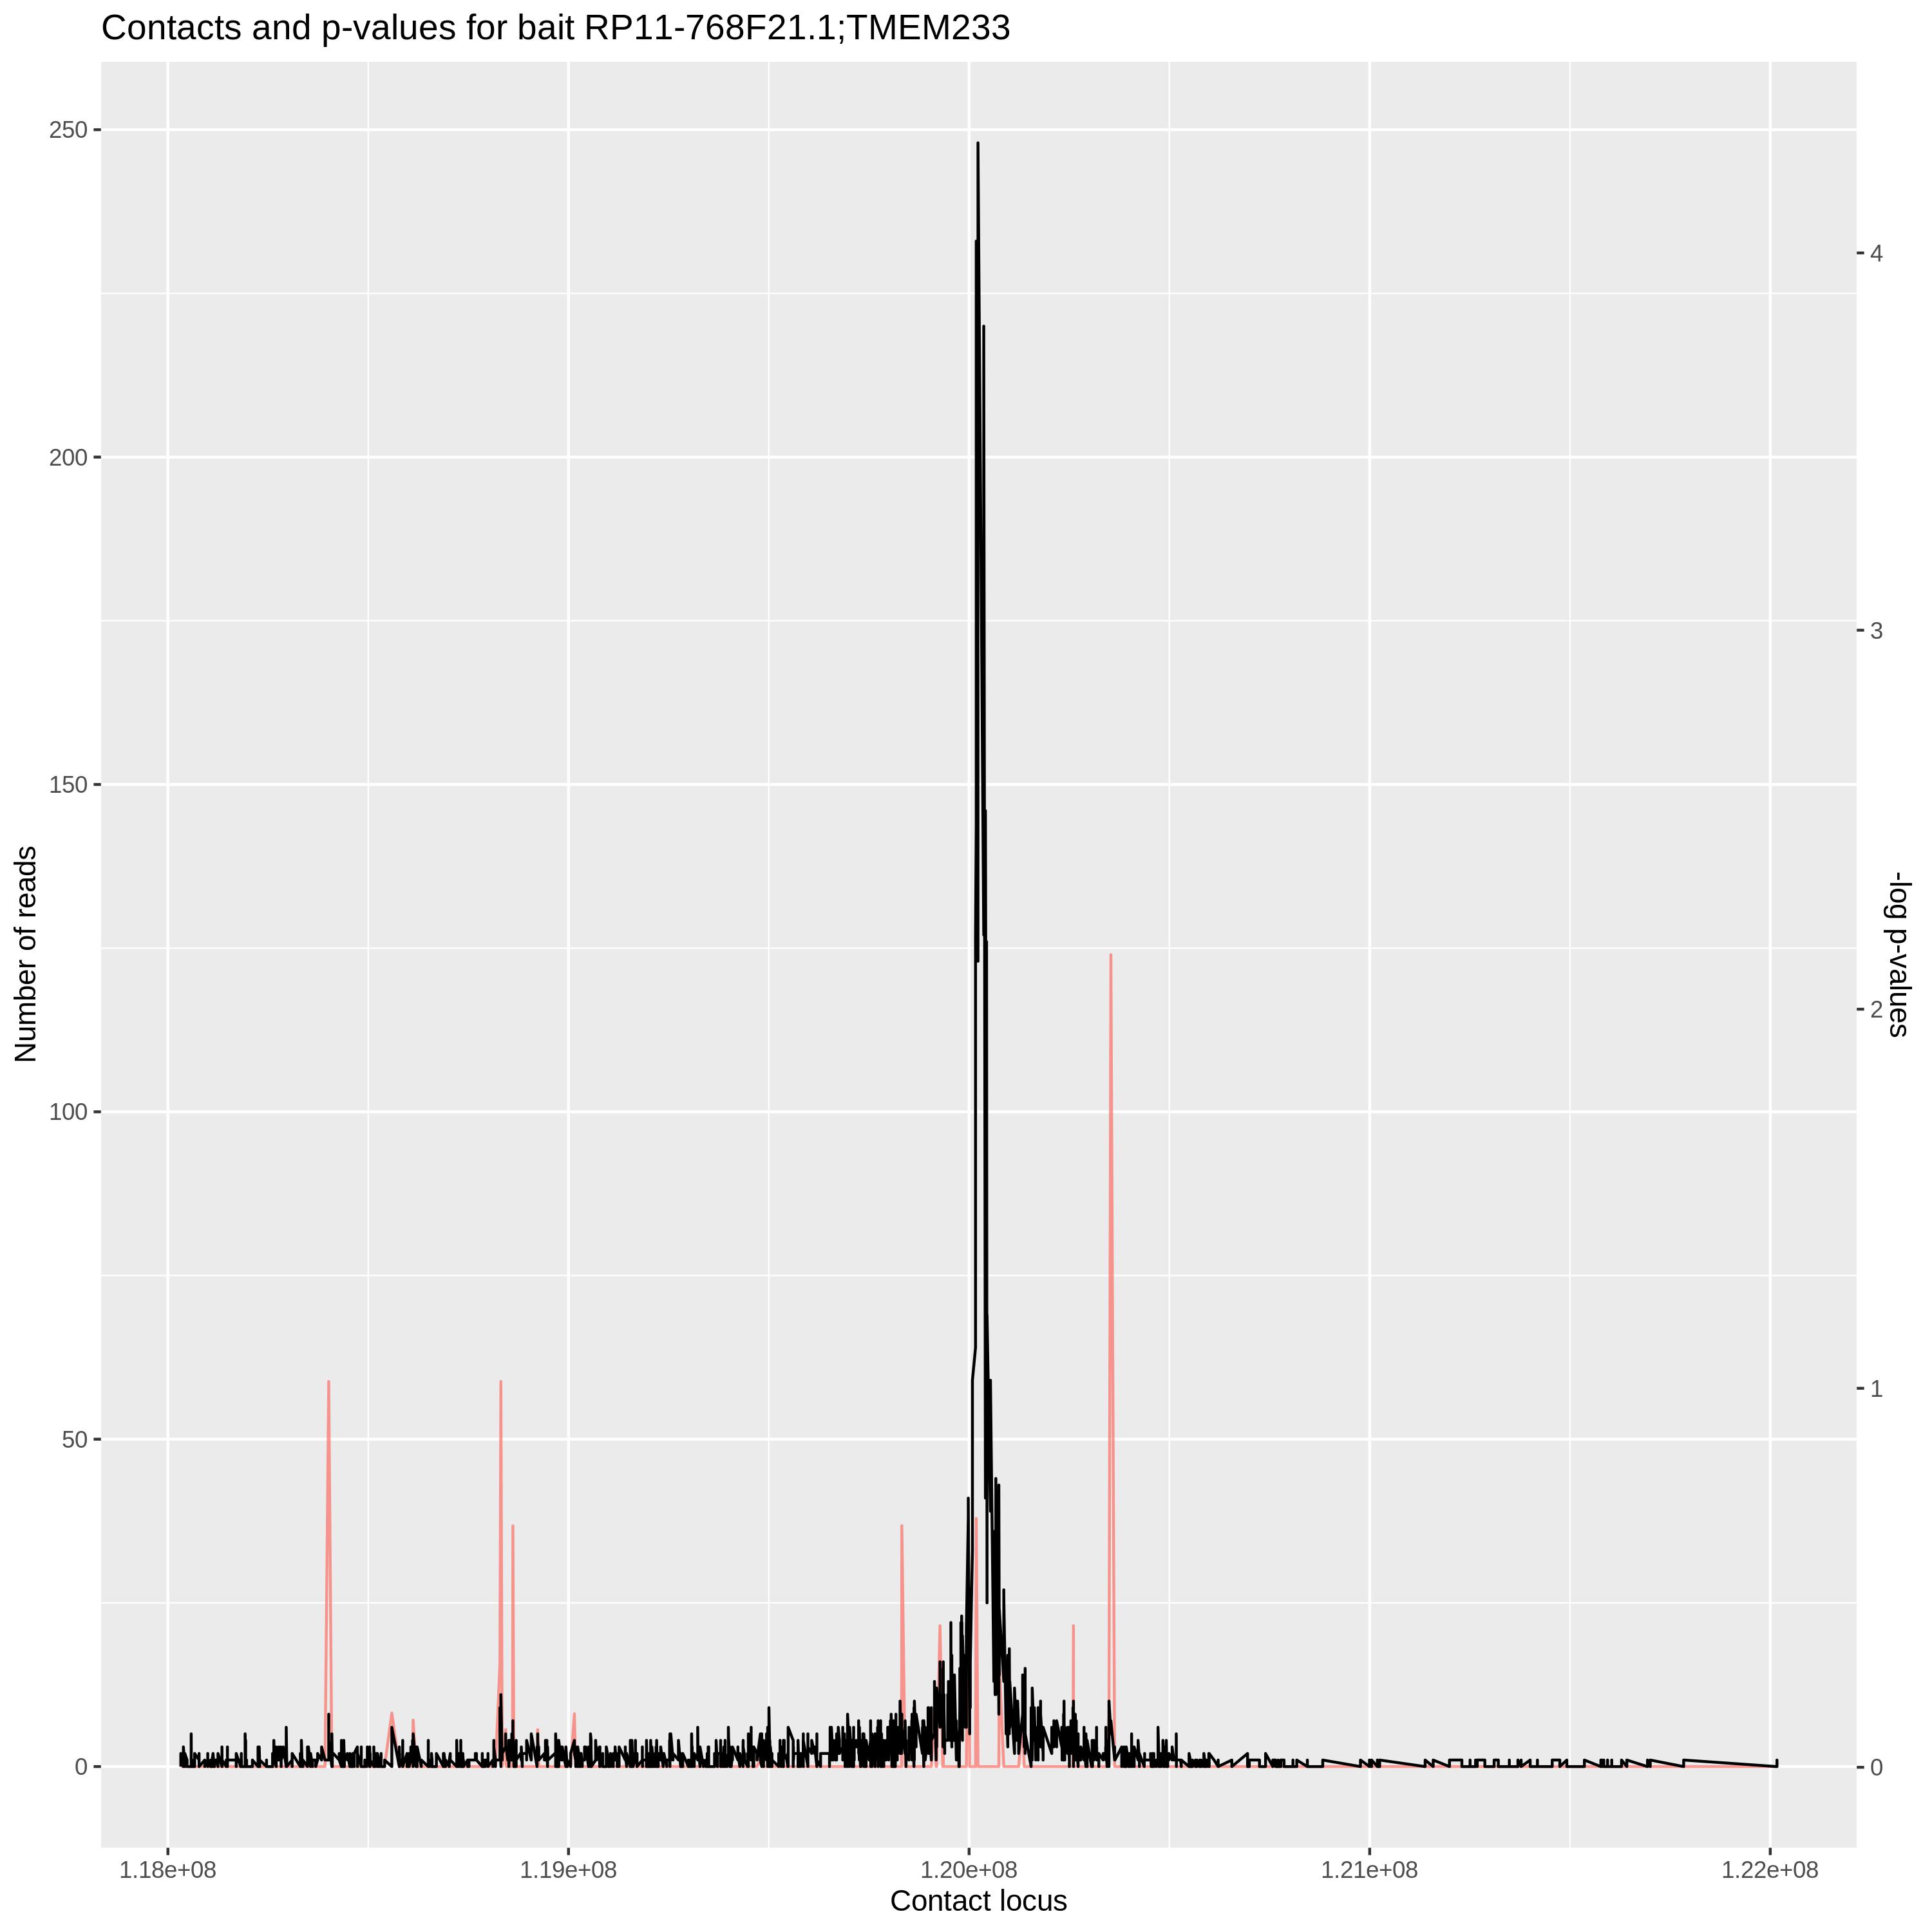 Contacts and p-values for bait RP11-768F21.1;TMEM233
250
200
150
100
50
0
Number of reads
4
3
2
1
0
-log p-values
1.18e+08 1.19e+08 1.20e+08 1.21e+08 1.22e+08
Contact locus